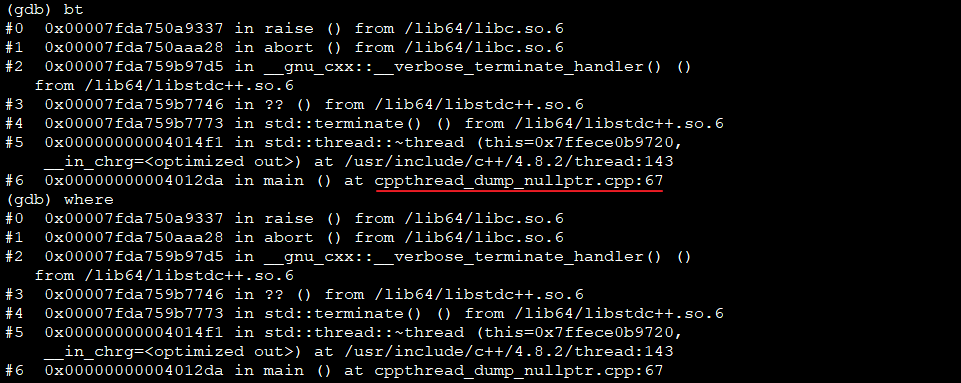 (gdb) bt
#0  0x00007fda750a9337 in raise () from /lib64/libc.so.6
#1  0x00007fda750aaa28 in abort () from /lib64/libc.so.6
#2  0x00007fda759b97d5 in __gnu_cxx::__verbose_terminate_handler() ()
   from /lib64/libstdc++.so.6
#3  0x00007fda759b7746 in ?? () from /lib64/libstdc++.so.6
#4  0x00007fda759b7773 in std::terminate() () from /lib64/libstdc++.so.6
#5  0x00000000004014f1 in std::thread::~thread (this=0x7ffece0b9720,
    __in_chrg=<optimized out>) at /usr/include/c++/4.8.2/thread:143
#6  0x00000000004012da in main () at cppthread_dump_nullptr.cpp:67
(gdb) where
#0  0x00007fda750a9337 in raise () from /lib64/libc.so.6
#1  0x00007fda750aaa28 in abort () from /lib64/libc.so.6
#2  0x00007fda759b97d5 in __gnu_cxx::__verbose_terminate_handler() ()
   from /lib64/libstdc++.so.6
#3  0x00007fda759b7746 in ?? () from /lib64/libstdc++.so.6
#4  0x00007fda759b7773 in std::terminate() () from /lib64/libstdc++.so.6
#5  0x00000000004014f1 in std::thread::~thread (this=0x7ffece0b9720,
    __in_chrg=<optimized out>) at /usr/include/c++/4.8.2/thread:143
#6  0x00000000004012da in main () at cppthread_dump_nullptr.cpp:67